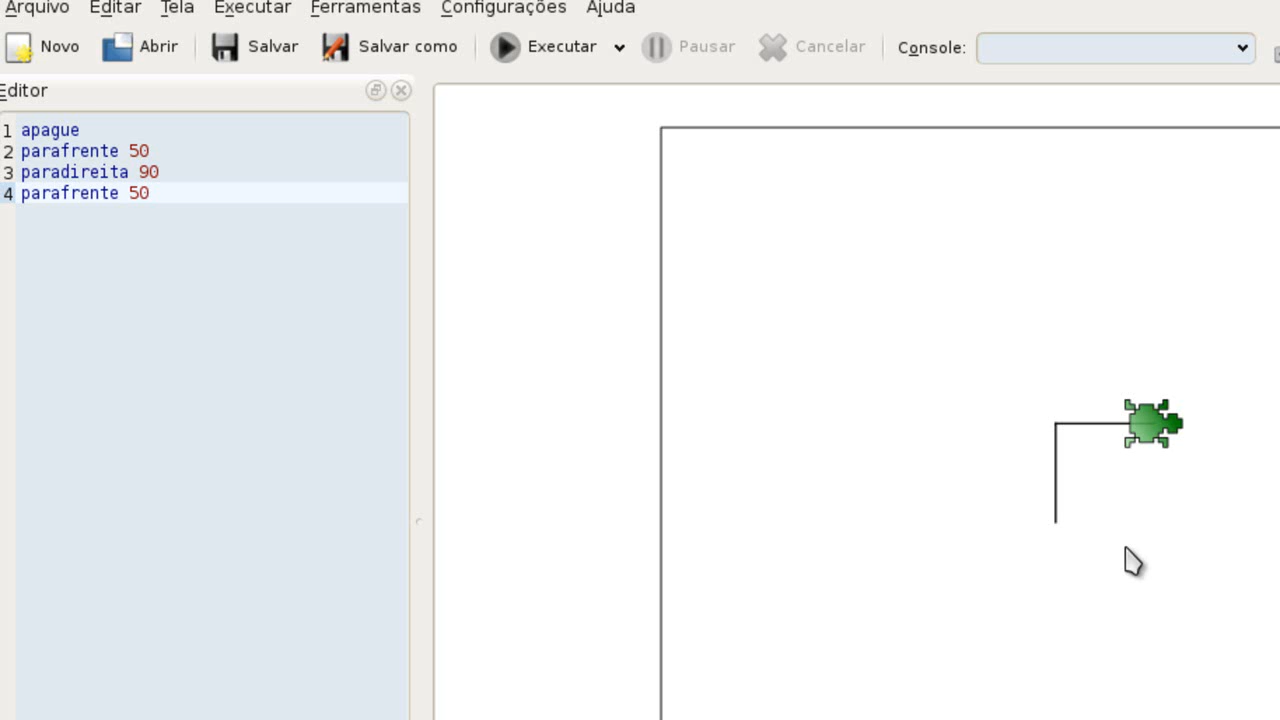 Arquivo Editar Tela Executar Ferramentas Configurações Ajuda
Novo Abrir Salvar Salvar como Executar Pausar Cancelar Console:
Editor
1 apague
2 parafrente 50
3 paradireita 90
4 parafrente 50